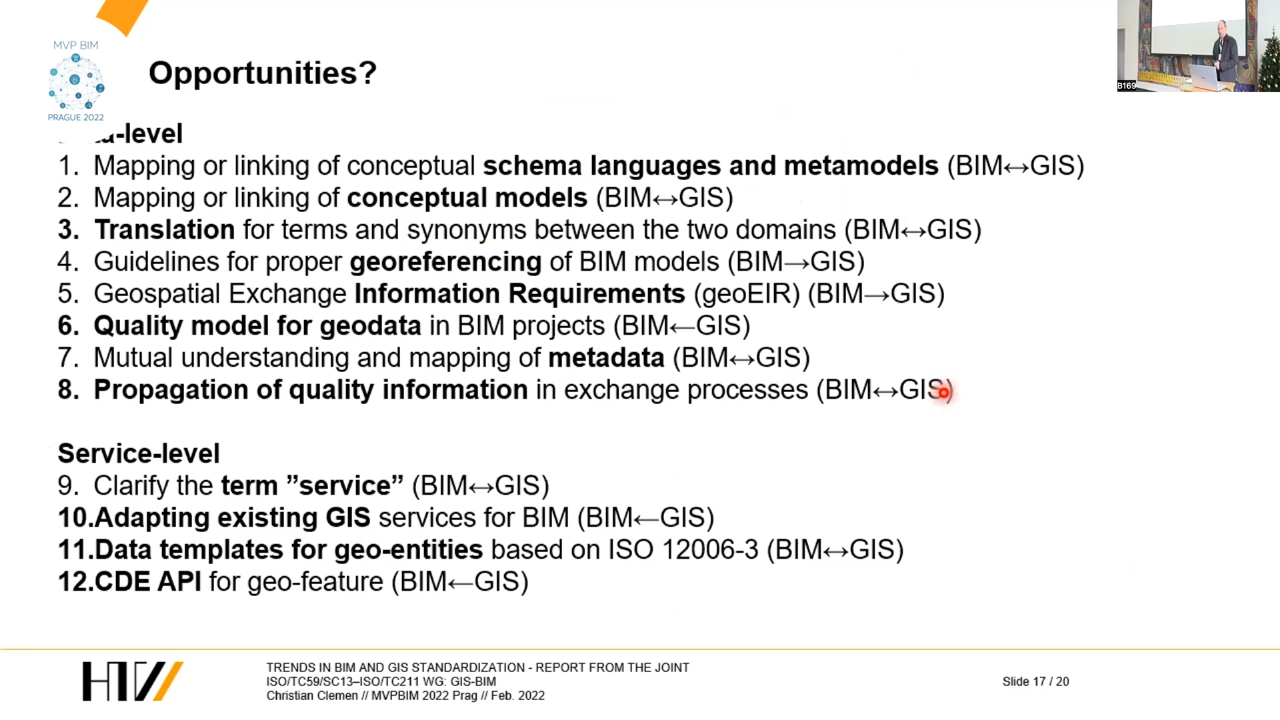 MVP BIM
PRAGUE 2022
Opportunities?
B169
a-level
1. Mapping or linking of conceptual schema languages and metamodels (BIM↔GIS)
2. Mapping or linking of conceptual models (BIM↔GIS)
3. Translation for terms and synonyms between the two domains (BIM↔GIS)
4. Guidelines for proper georeferencing of BIM models (BIM→GIS)
5. Geospatial Exchange Information Requirements (geoEIR) (BIM→GIS)
6. Quality model for geodata in BIM projects (BIM←GIS)
7. Mutual understanding and mapping of metadata (BIM↔GIS)
8. Propagation of quality information in exchange processes (BIM↔GIS)
Service-level
9. Clarify the term ”service” (BIM↔GIS)
10.Adapting existing GIS services for BIM (BIM←GIS)
11.Data templates for geo-entities based on ISO 12006-3 (BIM↔GIS)
12.CDE API for geo-feature (BIM←GIS)
HTW
TRENDS IN BIM AND GIS STANDARDIZATION - REPORT FROM THE JOINT
ISO/TC59/SC13–ISO/TC211 WG: GIS-BIM
Christian Clemen // MVPBIM 2022 Prag // Feb. 2022
Slide 17 / 20